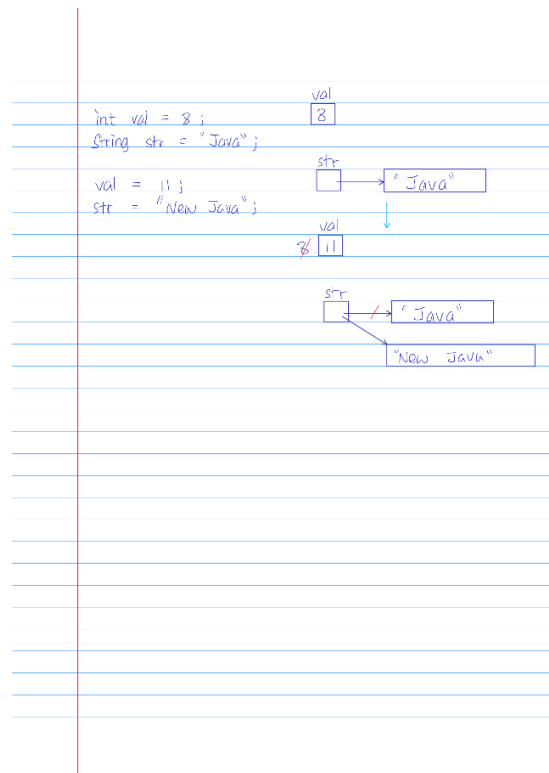 val
8
int val = 8 ;
String str = "Java" ;
str
"Java"
val = 11 ;
str = "New Java" ;
val
8 11
str
"Java"
"New Java"